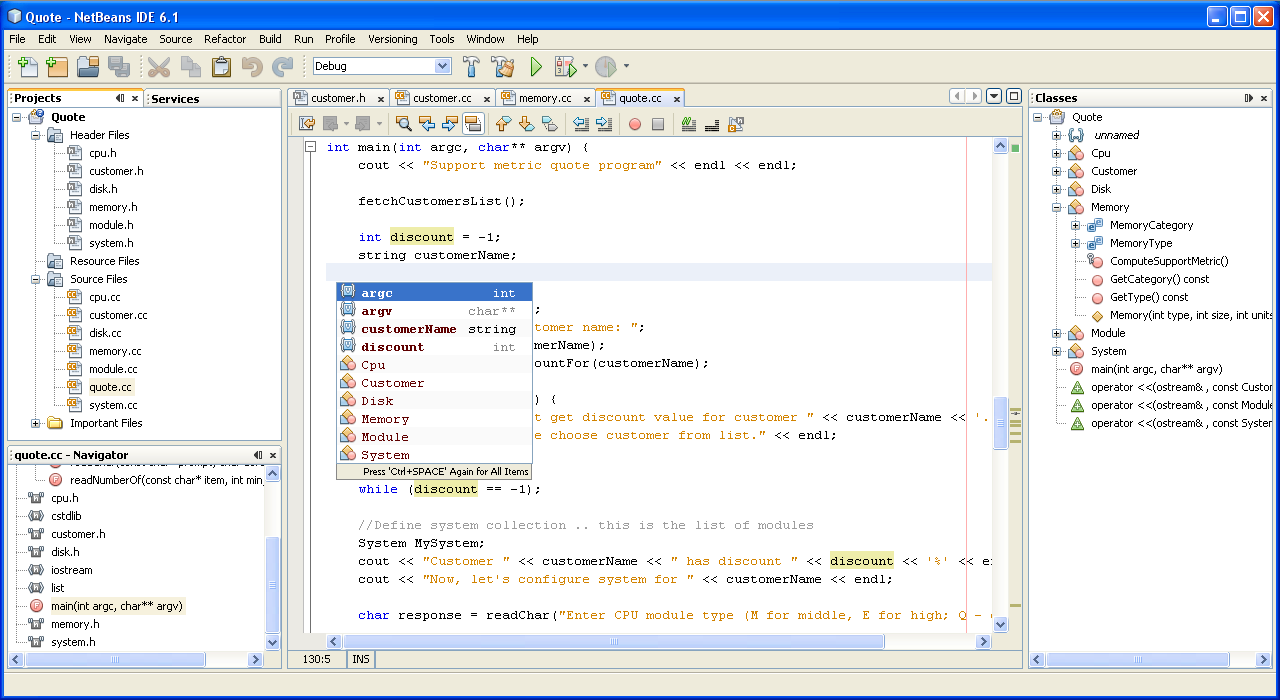 Quote - NetBeans IDE 6.1
File Edit View Navigate Source Refactor Build Run Profile Versioning Tools Window Help
Debug
Projects
Services
Quote
Header Files
cpu.h
customer.h
disk.h
memory.h
module.h
system.h
Resource Files
Source Files
cpu.cc
customer.cc
disk.cc
memory.cc
module.cc
quote.cc
system.cc
Important Files
quote.cc - Navigator
readNumberOf(const char* item, int min_
cpu.h
cstdlib
customer.h
disk.h
iostream
list
main(int argc, char** argv)
memory.h
system.h
customer.h customer.cc memory.cc quote.cc
int main(int argc, char** argv) {
cout << "Support metric quote program" << endl << endl;
fetchCustomersList();
int discount = -1;
string customerName;
argc int
argv char** ;
customerName string tomer name: ";
discount int merName);
Cpu ountFor(customerName);
Customer
Disk ) {
Memory t get discount value for customer " << customerName << '.
Module e choose customer from list." << endl;
System
Press 'Ctrl+SPACE' Again for All Items
while (discount == -1);
//Define system collection .. this is the list of modules
System MySystem;
cout << "Customer " << customerName << " has discount " << discount << '%' << e
cout << "Now, let's configure system for " << customerName << endl;
char response = readChar("Enter CPU module type (M for middle, E for high; Q -
130:5 INS
Classes
Quote
unnamed
Cpu
Customer
Disk
Memory
MemoryCategory
MemoryType
ComputeSupportMetric()
GetCategory() const
GetType() const
Memory(int type, int size, int units
Module
System
main(int argc, char** argv)
operator <<(ostream& , const Custo
operator <<(ostream& , const Module
operator <<(ostream& , const System